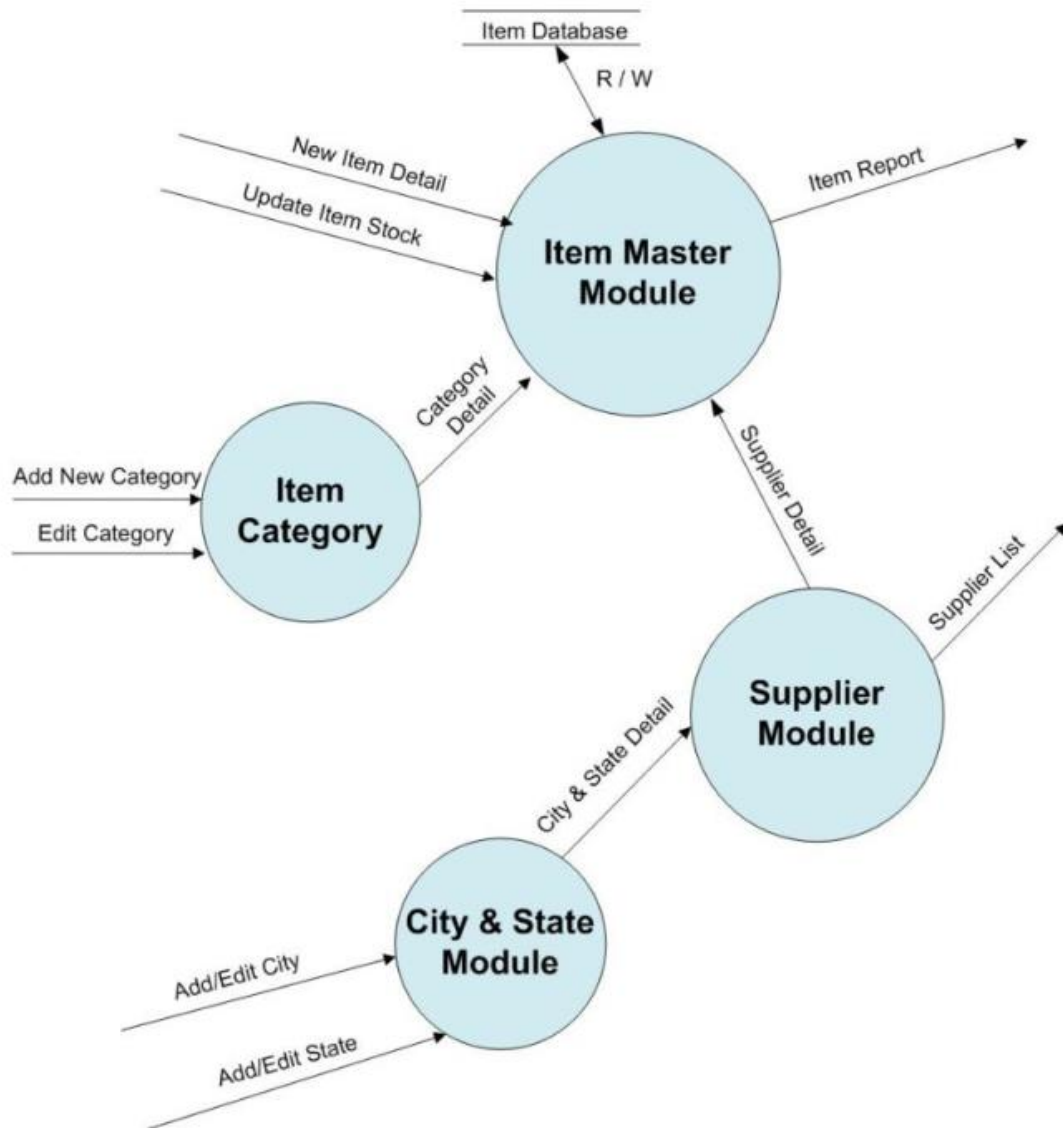 Item Database
R / W
New Item Detail
Item Report
Update Item Stock
Item Master
Module
Category
Detail
Add New Category
Edit Category
Item
Category
Supplier Detail
Supplier List
Supplier
Module
City & State Detail
City & State
Module
Add/Edit City
Add/Edit State